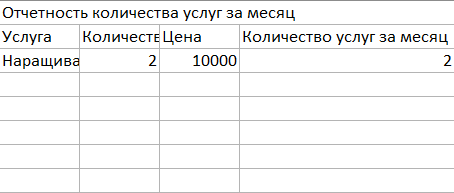 Отчетность количества услуг за месяц
Услуга Количеств Цена Количество услуг за месяц
Наращива 2 10000 2